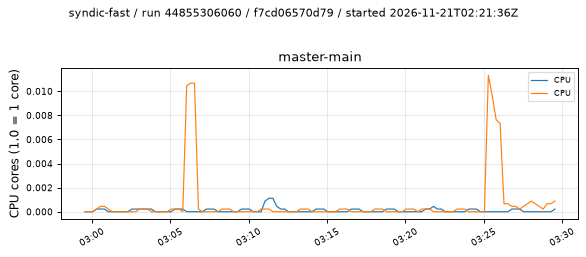 syndic-fast / run 44855306060 / f7cd06570d79 / started 2026-11-21T02:21:36Z
master-main
CPU cores (1.0 = 1 core)
0.010
0.008
0.006
0.004
0.002
0.000
CPU
CPU
03:00
03:05
03:10
03:15
03:20
03:25
03:30